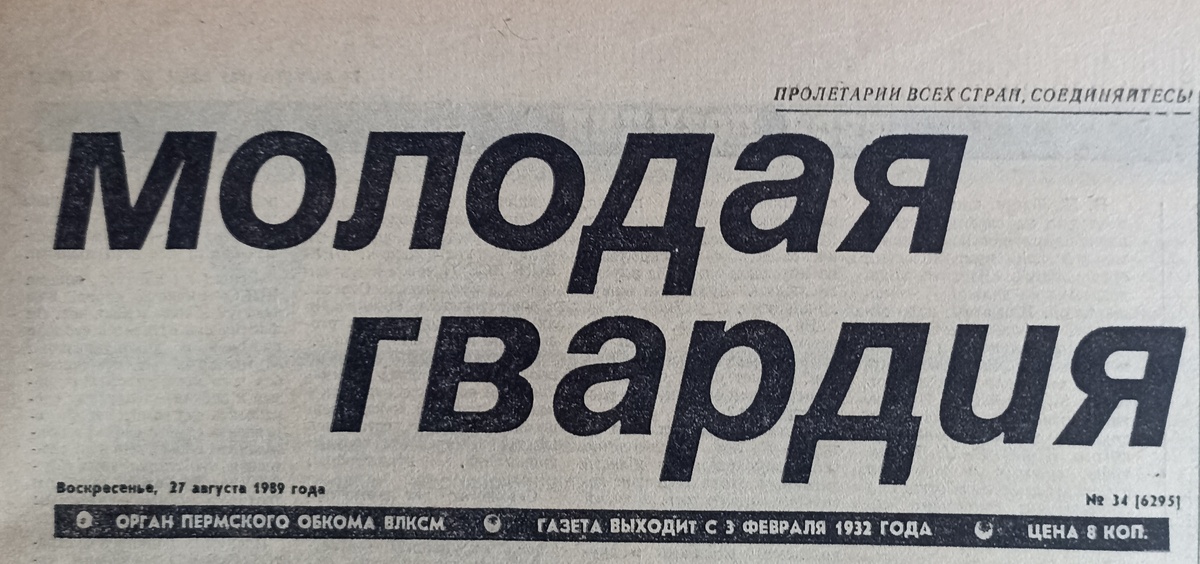 ПРОЛЕТАРИИ ВСЕХ СТРАН, СОЕДИНЯЙТЕСЬ!
молодая
гвардия
Воскресенье, 27 августа 1989 года
№ 34 [6295]
ОРГАН ПЕРМСКОГО ОБКОМА ВЛКСМ ГАЗЕТА ВЫХОДИТ С 3 ФЕВРАЛЯ 1932 ГОДА ЦЕНА 8 КОП.